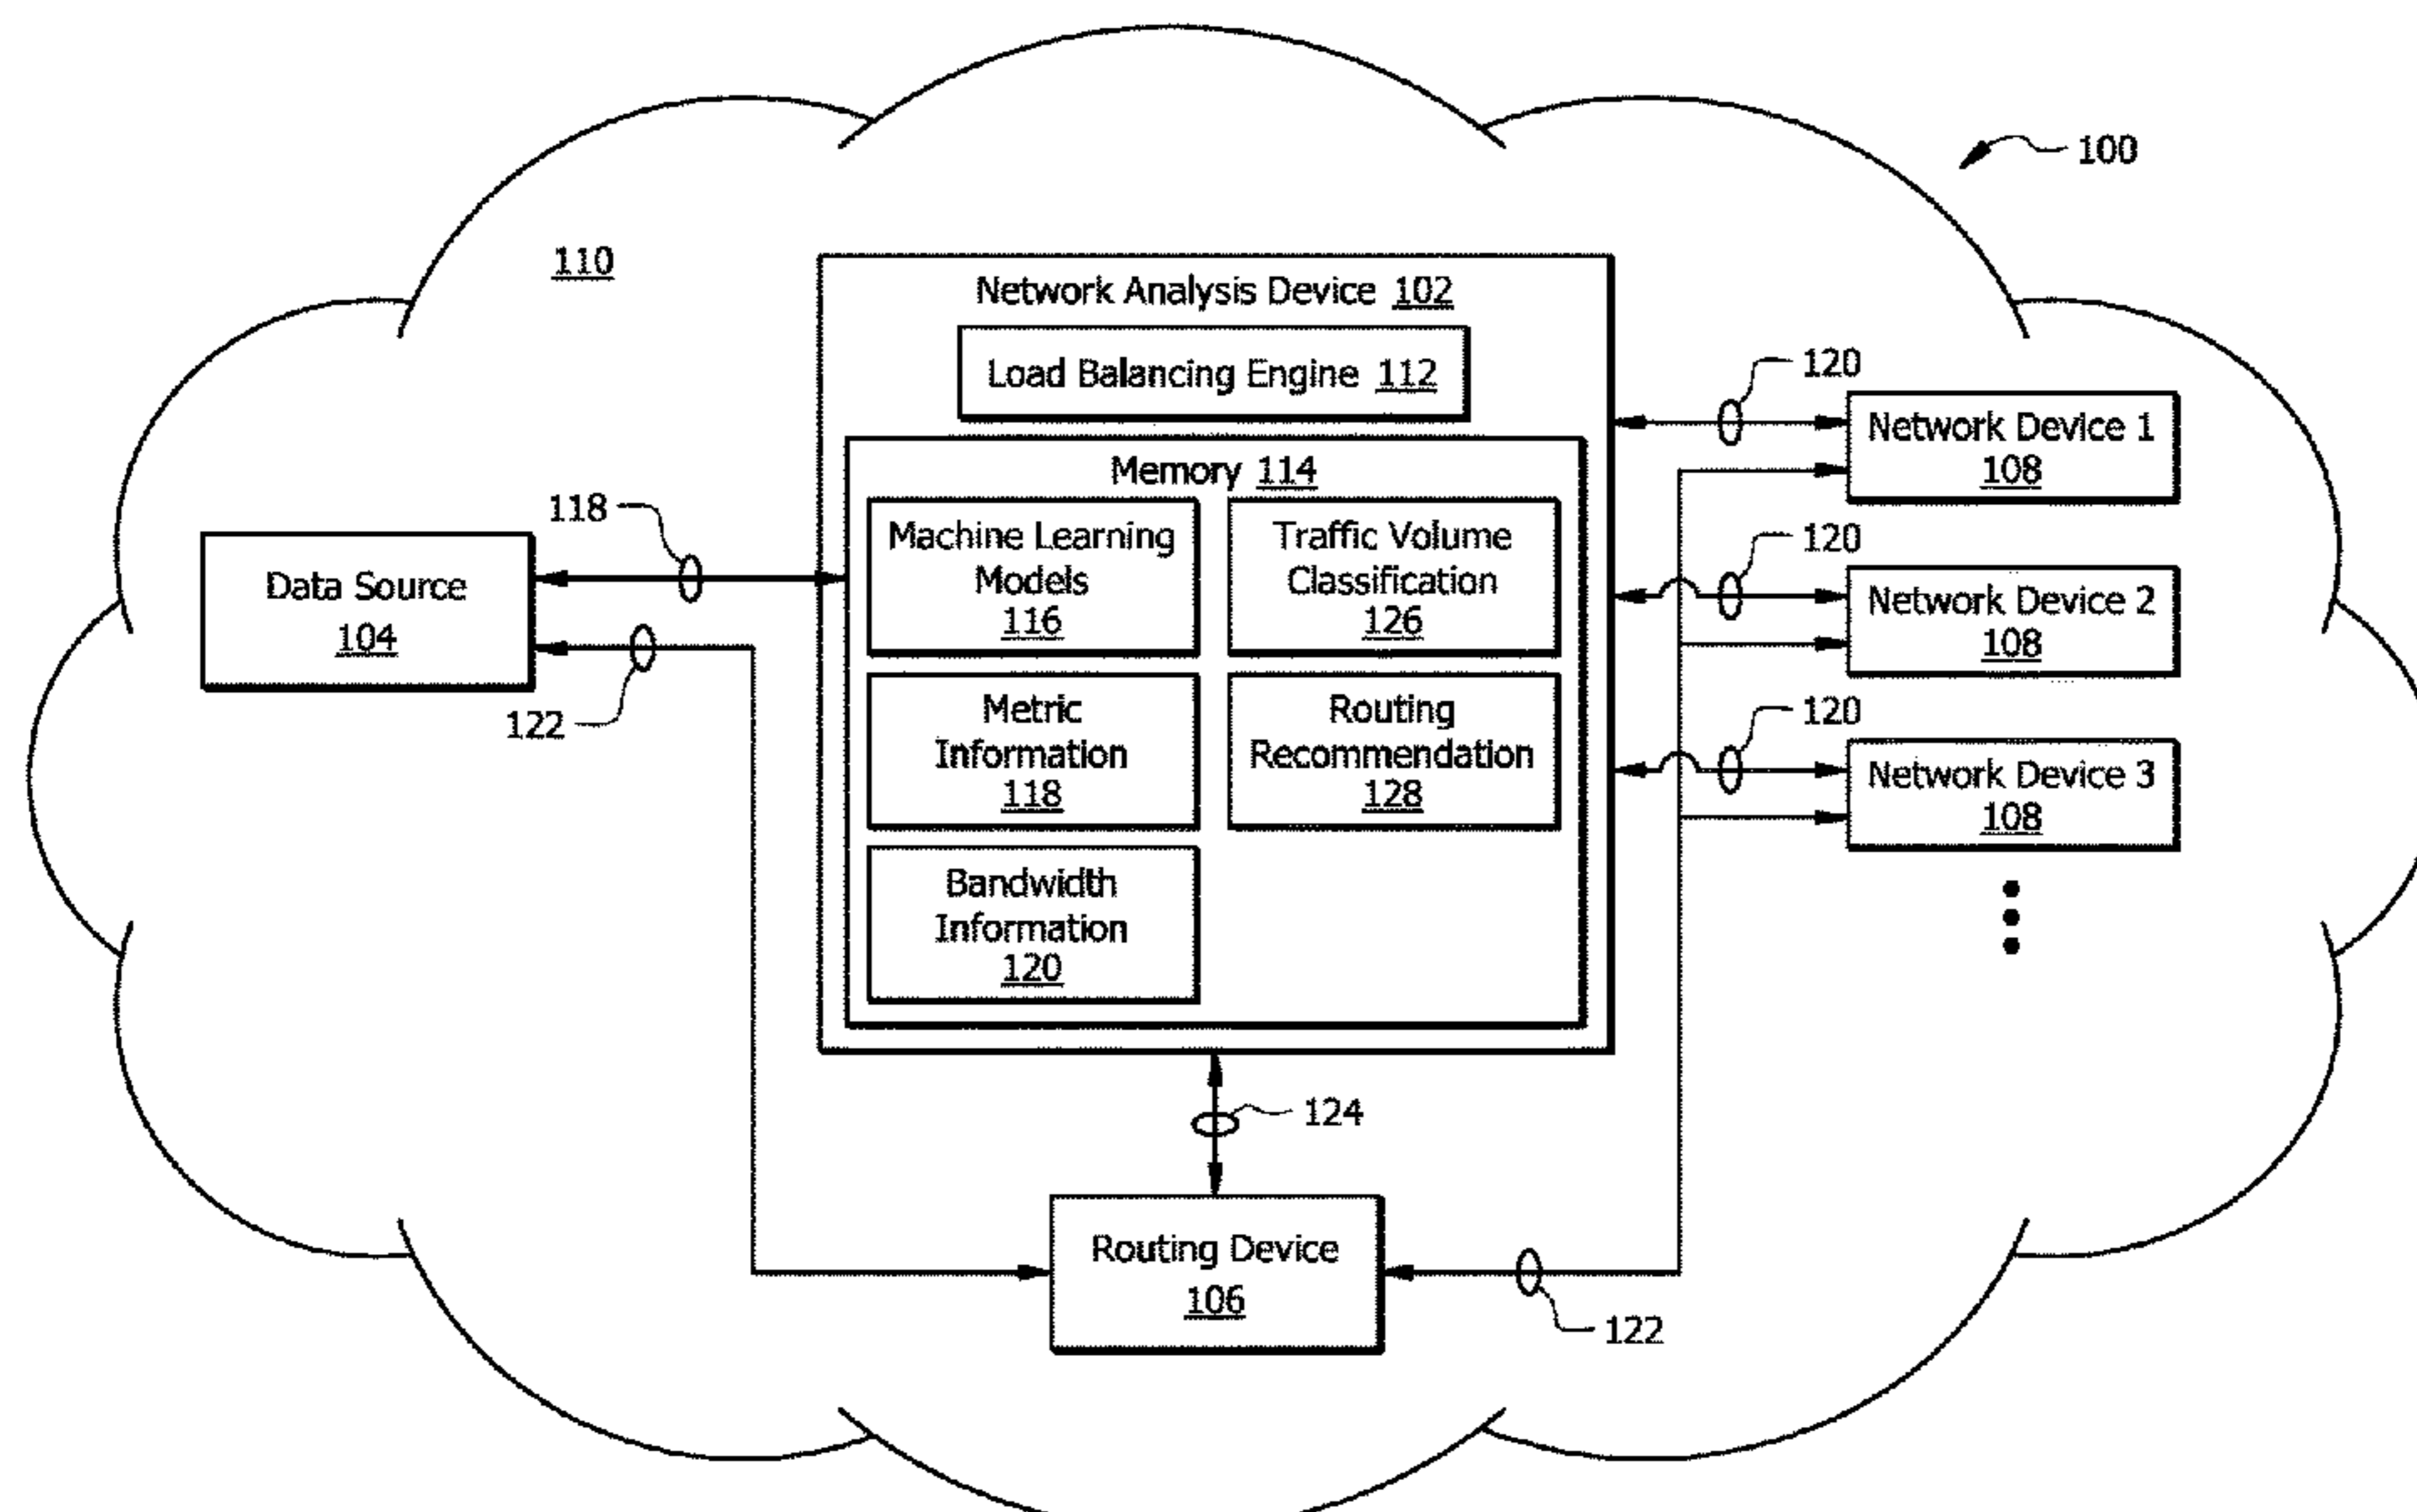 100
110
Network Analysis Device 102
Load Balancing Engine 112
Memory 114
Machine Learning
Models
116
Traffic Volume
Classification
126
Metric
Information
118
Routing
Recommendation
128
Bandwidth
Information
120
118
Data Source
104
122
120
Network Device 1
108
120
Network Device 2
108
120
Network Device 3
108
124
Routing Device
106
122